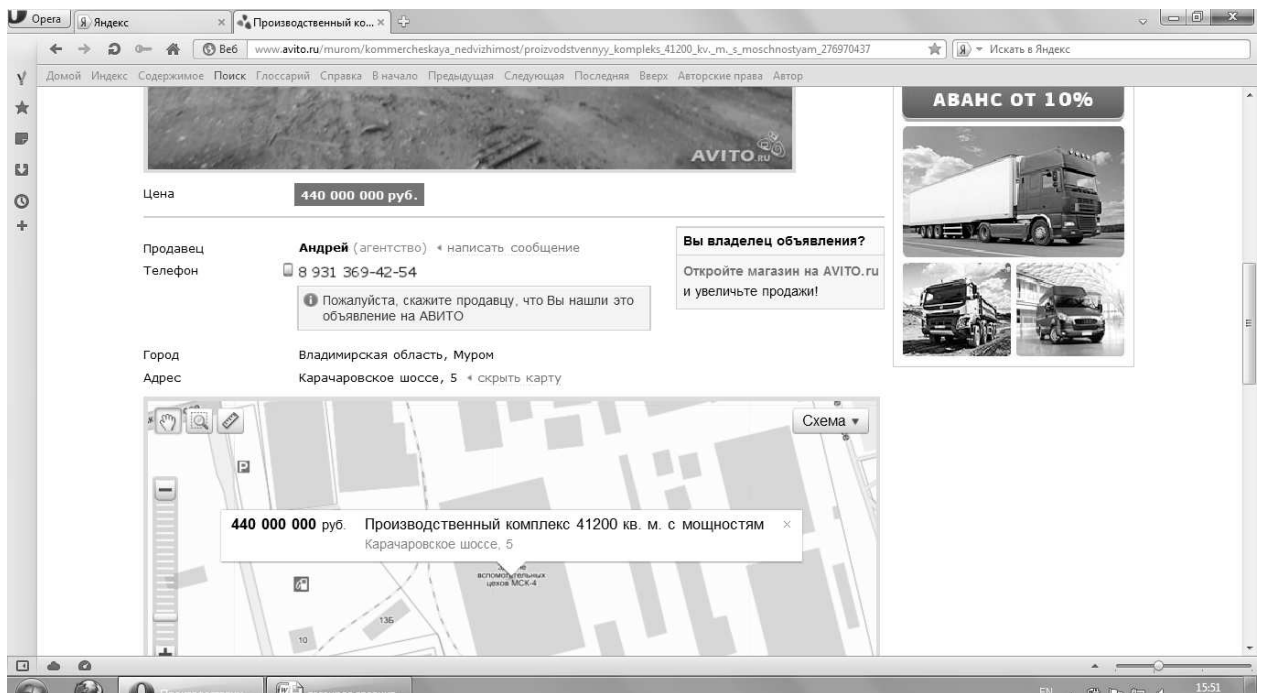 Opera
Яндекс
Производственный ко...
Веб
www.avito.ru/murom/kommercheskaya_nedvizhimost/proizvodstvennyy_kompleks_41200_kv._m._s_moschnostyam_276970437
Искать в Яндекс
Домой Индекс Содержимое Поиск Глоссарий Справка В начало Предыдущая Следующая Последняя Вверх Авторские права Автор
АВАНС ОТ 10%
AVITO.RU
Цена 440 000 000 руб.
Продавец Андрей (агентство) написать сообщение
Телефон 8 931 369-42-54
Пожалуйста, скажите продавцу, что Вы нашли это
объявление на АВИТО
Вы владелец объявления?
Откройте магазин на AVITO.ru
и увеличьте продажи!
Город Владимирская область, Муром
Адрес Карачаровское шоссе, 5 скрыть карту
Схема
P
440 000 000 руб. Производственный комплекс 41200 кв. м. с мощностям
Карачаровское шоссе, 5
вспомогательных
цехов МСК-4
136
10
EN
15:51